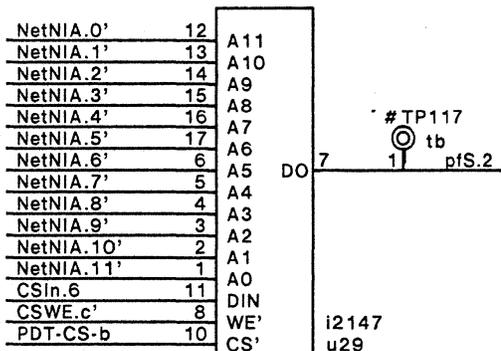 NetNIA.0' 12 A11
NetNIA.1' 13 A10
NetNIA.2' 14 A9
NetNIA.3' 15 A8
NetNIA.4' 16 A7 #TP117
NetNIA.5' 17 A6 tb
NetNIA.6' 6 A5 DO 7 1 pfS.2
NetNIA.7' 5 A4
NetNIA.8' 4 A3
NetNIA.9' 3 A2
NetNIA.10' 2 A1
NetNIA.11' 1 A0
CSIn.6 11 DIN
CSWE.c' 8 WE' i2147
PDT-CS-b 10 CS' u29